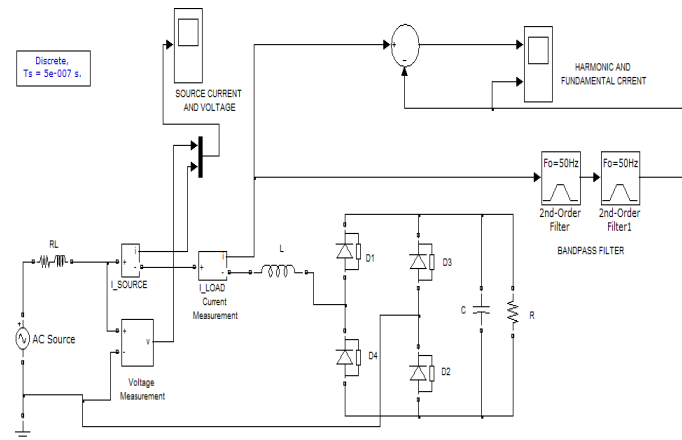 Discrete,
Ts = 5e-007 s.
SOURCE CURRENT
AND VOLTAGE
+
-
HARMONIC AND
FUNDAMENTAL CRRENT
Fo=50Hz
Fo=50Hz
2nd-Order
Filter
2nd-Order
Filter1
BANDPASS FILTER
RL
+
i
-
I_SOURCE
+
i
-
I_LOAD
Current
Measurement
L
D1
D3
C
R
+
AC Source
+
-
v
Voltage
Measurement
D4
D2